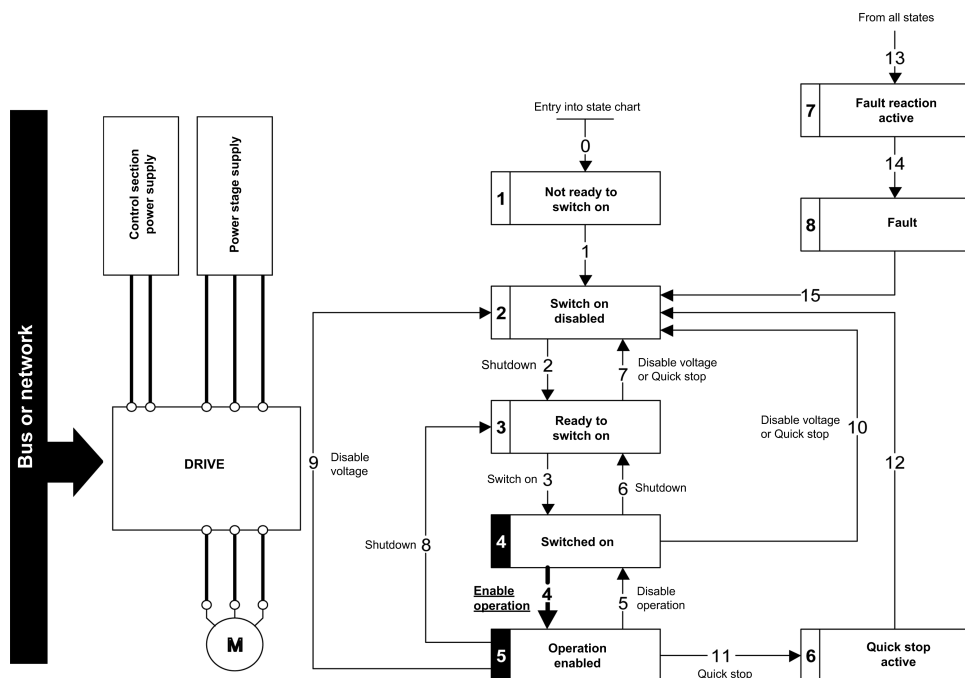 From all states
13
7
Fault reaction
active
14
8
Fault
15
Entry into state chart
0
1
Not ready to
switch on
1
2
Switch on
disabled
Shutdown
2
7
Disable voltage
or Quick stop
3
Ready to
switch on
Switch on
3
6
Shutdown
4
Switched on
Enable
operation
4
5
Disable
operation
5
Operation
enabled
11
Quick stop
6
Quick stop
active
Disable voltage
or Quick stop
10
12
9
Disable
voltage
Shutdown
8
Bus or network
Control section
power supply
Power stage supply
DRIVE
M